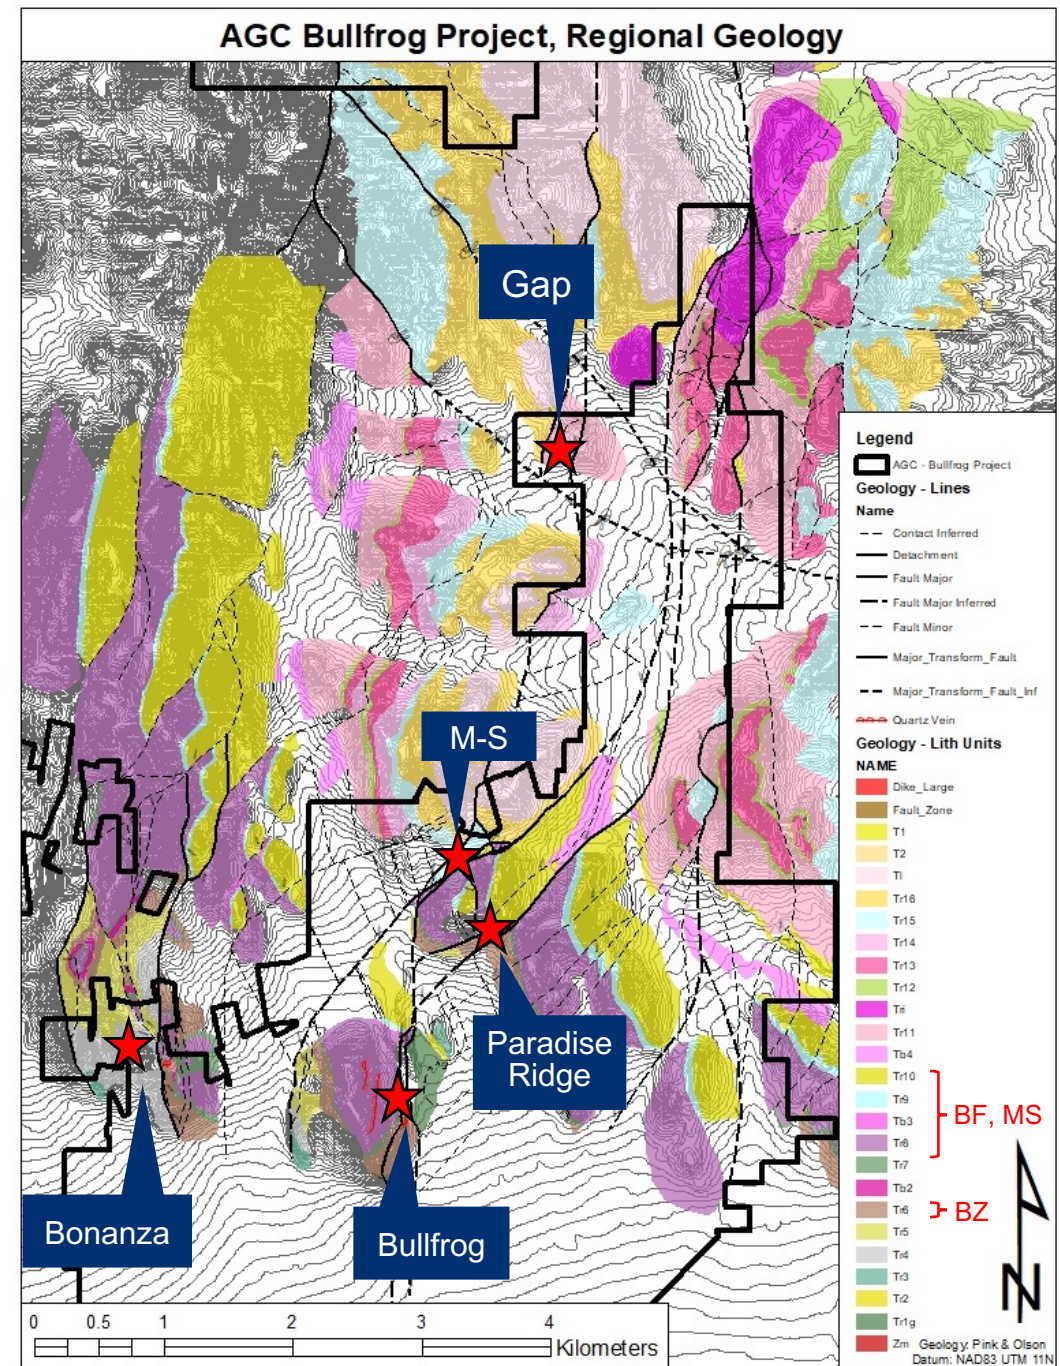 AGC Bullfrog Project, Regional Geology
Gap
M-S
Paradise
Ridge
Bonanza
Bullfrog
Legend
AGC - Bullfrog Project
Geology - Lines
Name
Contact Inferred
Detachment
Fault Major
Fault Major Inferred
Fault Minor
Major_Transform_Fault
Major_Transform_Fault_Inf
Quartz Vein
Geology - Lith Units
NAME
Dike_Large
Fault_Zone
T1
T2
Tl
Tr16
Tr15
Tr14
Tr13
Tr12
Tri
Tr11
Tb4
Tr10
Tr9
Tb3
Tr8
Tr7
Tb2
Tr6
Tr5
Tr4
Tr3
Tr2
Tr1g
Zm
BF, MS
BZ
N
Geology: Pink & Olson
Datum: NAD83 UTM 11N
0 0.5 1 2 3 4
Kilometers